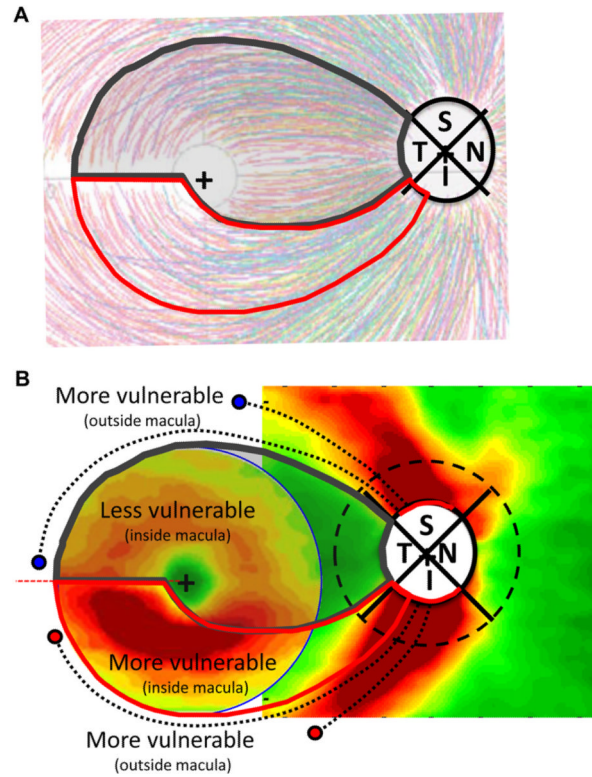 A
S
T N
I
+
B
More vulnerable
(outside macula)
Less vulnerable
(inside macula)
S
T N
I
+
More vulnerable
(inside macula)
More vulnerable
(outside macula)